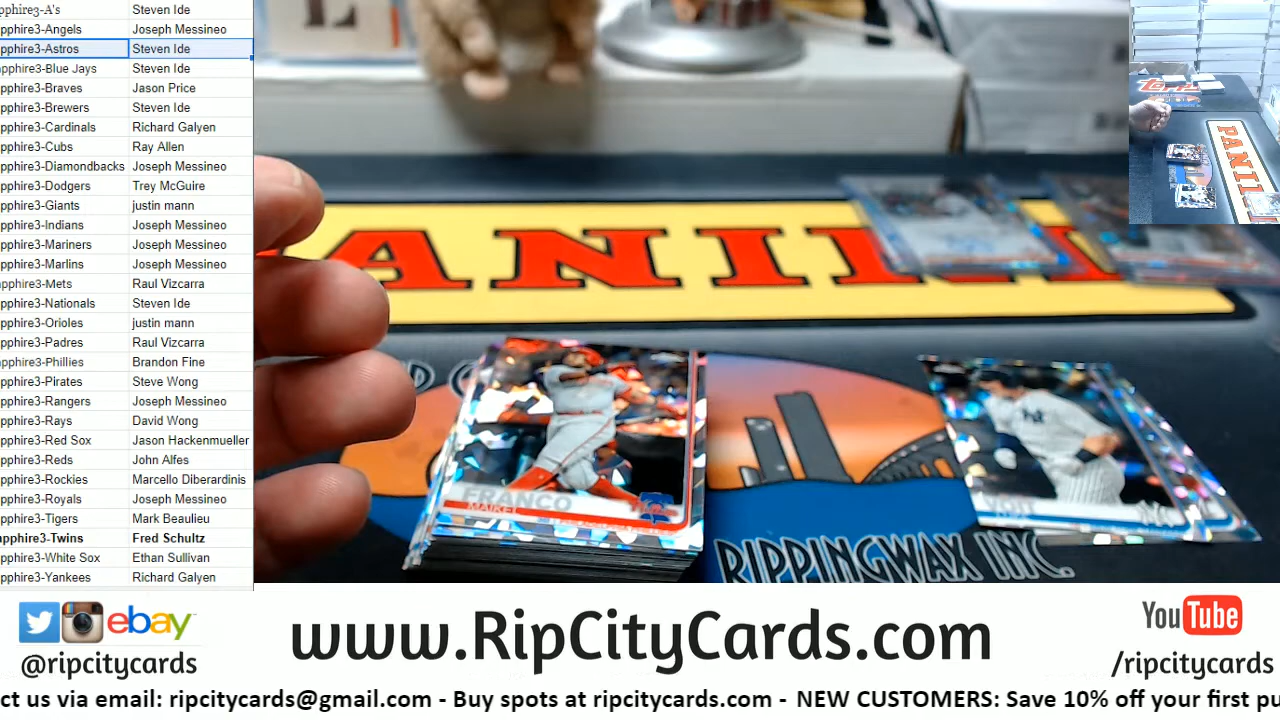 pphire3-A's Steven Ide
pphire3-Angels Joseph Messineo
pphire3-Astros Steven Ide
pphire3-Blue Jays Steven Ide
pphire3-Braves Jason Price
pphire3-Brewers Steven Ide
pphire3-Cardinals Richard Galyen
pphire3-Cubs Ray Allen
pphire3-Diamondbacks Joseph Messineo
pphire3-Dodgers Trey McGuire
pphire3-Giants justin mann
pphire3-Indians Joseph Messineo
pphire3-Mariners Joseph Messineo
pphire3-Marlins Joseph Messineo
pphire3-Mets Raul Vizcarra
pphire3-Nationals Steven Ide
pphire3-Orioles justin mann
pphire3-Padres Raul Vizcarra
pphire3-Phillies Brandon Fine
pphire3-Pirates Steve Wong
pphire3-Rangers Joseph Messineo
pphire3-Rays David Wong
pphire3-Red Sox Jason Hackenmueller
pphire3-Reds John Alfes
pphire3-Rockies Marcello Diberardinis
pphire3-Royals Joseph Messineo
pphire3-Tigers Mark Beaulieu
pphire3-Twins Fred Schultz
pphire3-White Sox Ethan Sullivan
pphire3-Yankees Richard Galyen
PANINI
ANINI
FRANCO
MAIKEL
RIPPINGWAX INC.
ebay
@ripcitycards
www.RipCityCards.com
YouTube
/ripcitycards
ct us via email: ripcitycards@gmail.com - Buy spots at ripcitycards.com - NEW CUSTOMERS: Save 10% off your first pu